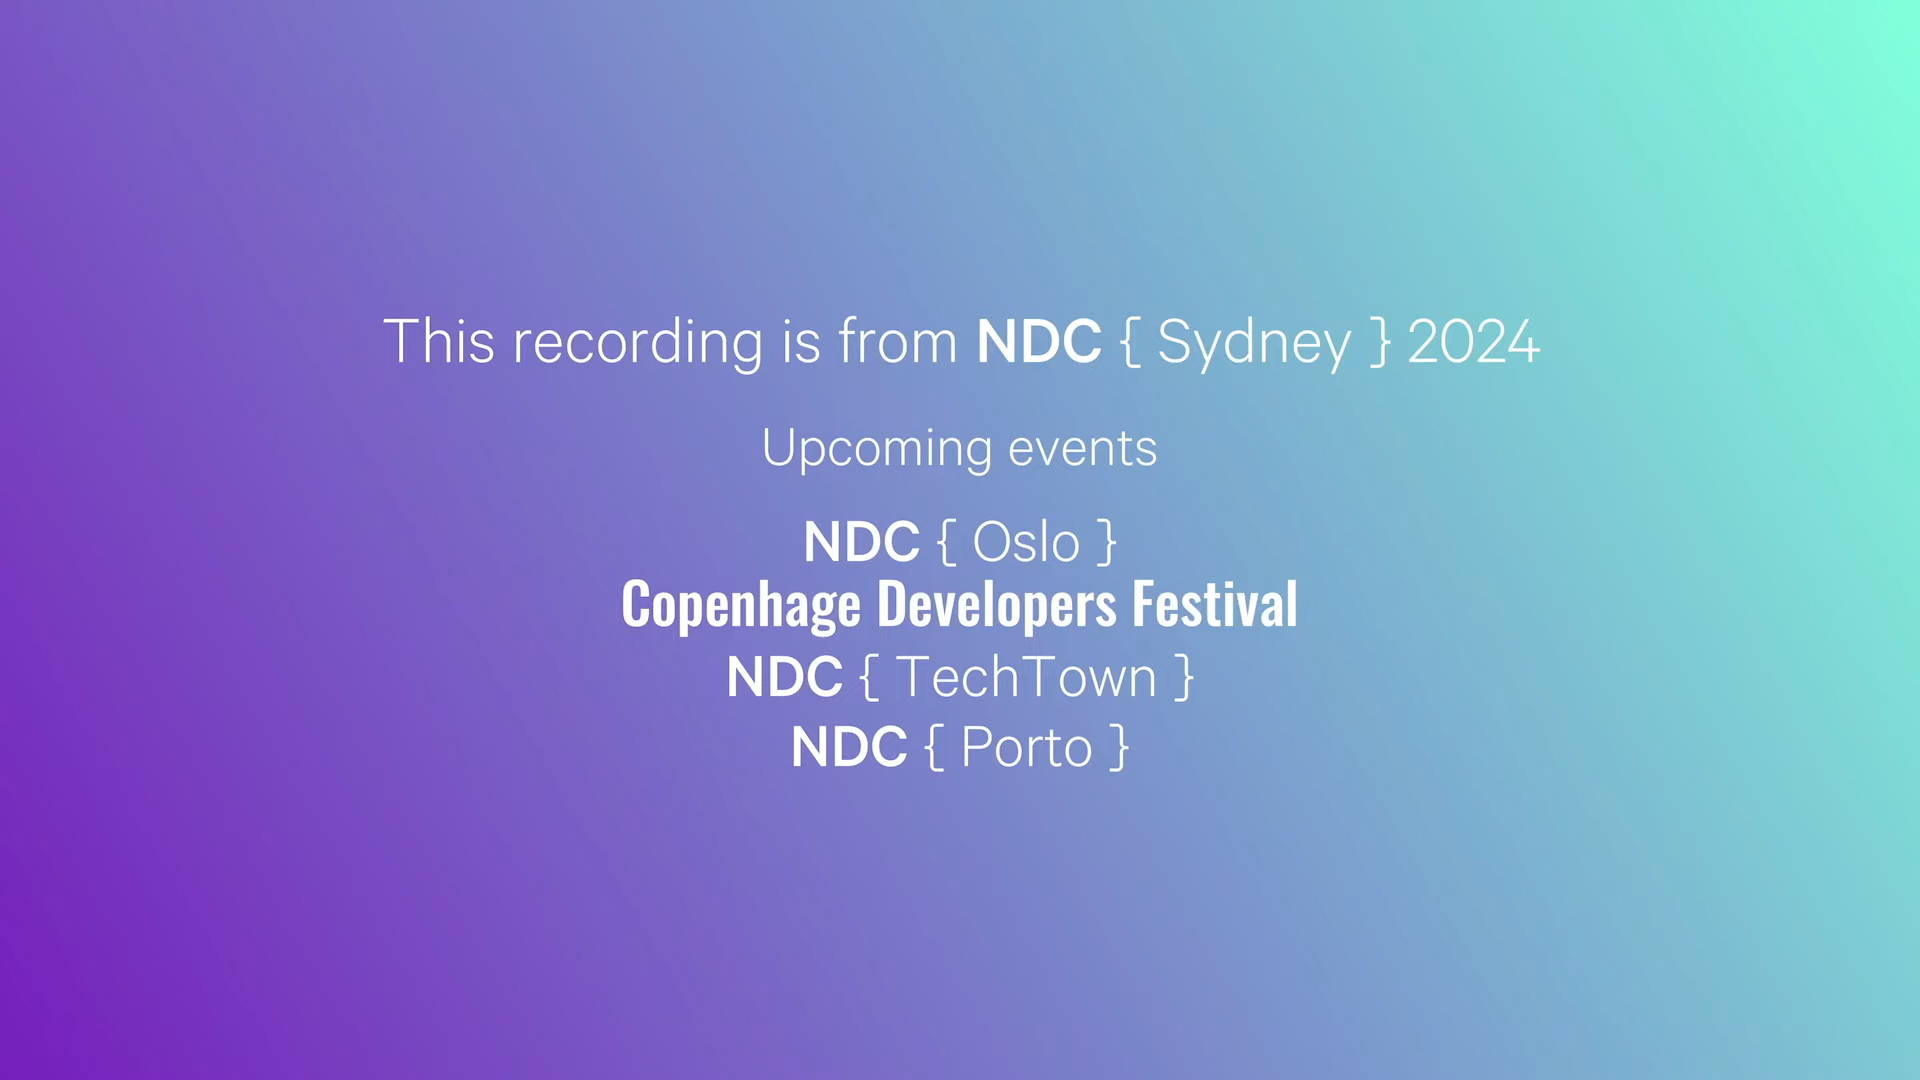 This recording is from NDC { Sydney } 2024
Upcoming events
NDC { Oslo }
Copenhage Developers Festival
NDC { TechTown }
NDC { Porto }